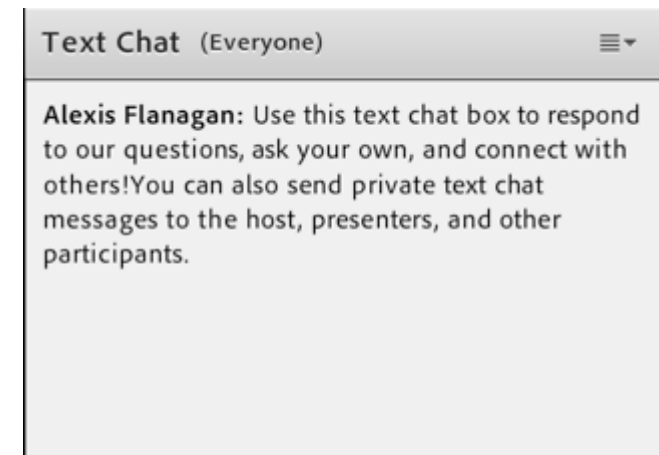 Text Chat (Everyone)
Alexis Flanagan: Use this text chat box to respond
to our questions, ask your own, and connect with
others!You can also send private text chat
messages to the host, presenters, and other
participants.